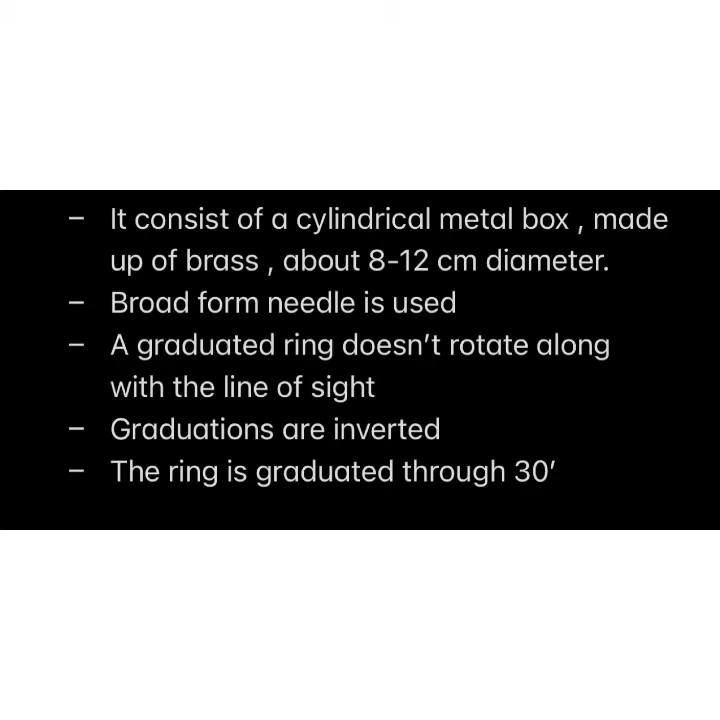 – It consist of a cylindrical metal box , made
up of brass , about 8-12 cm diameter.
– Broad form needle is used
– A graduated ring doesn’t rotate along
with the line of sight
– Graduations are inverted
– The ring is graduated through 30’